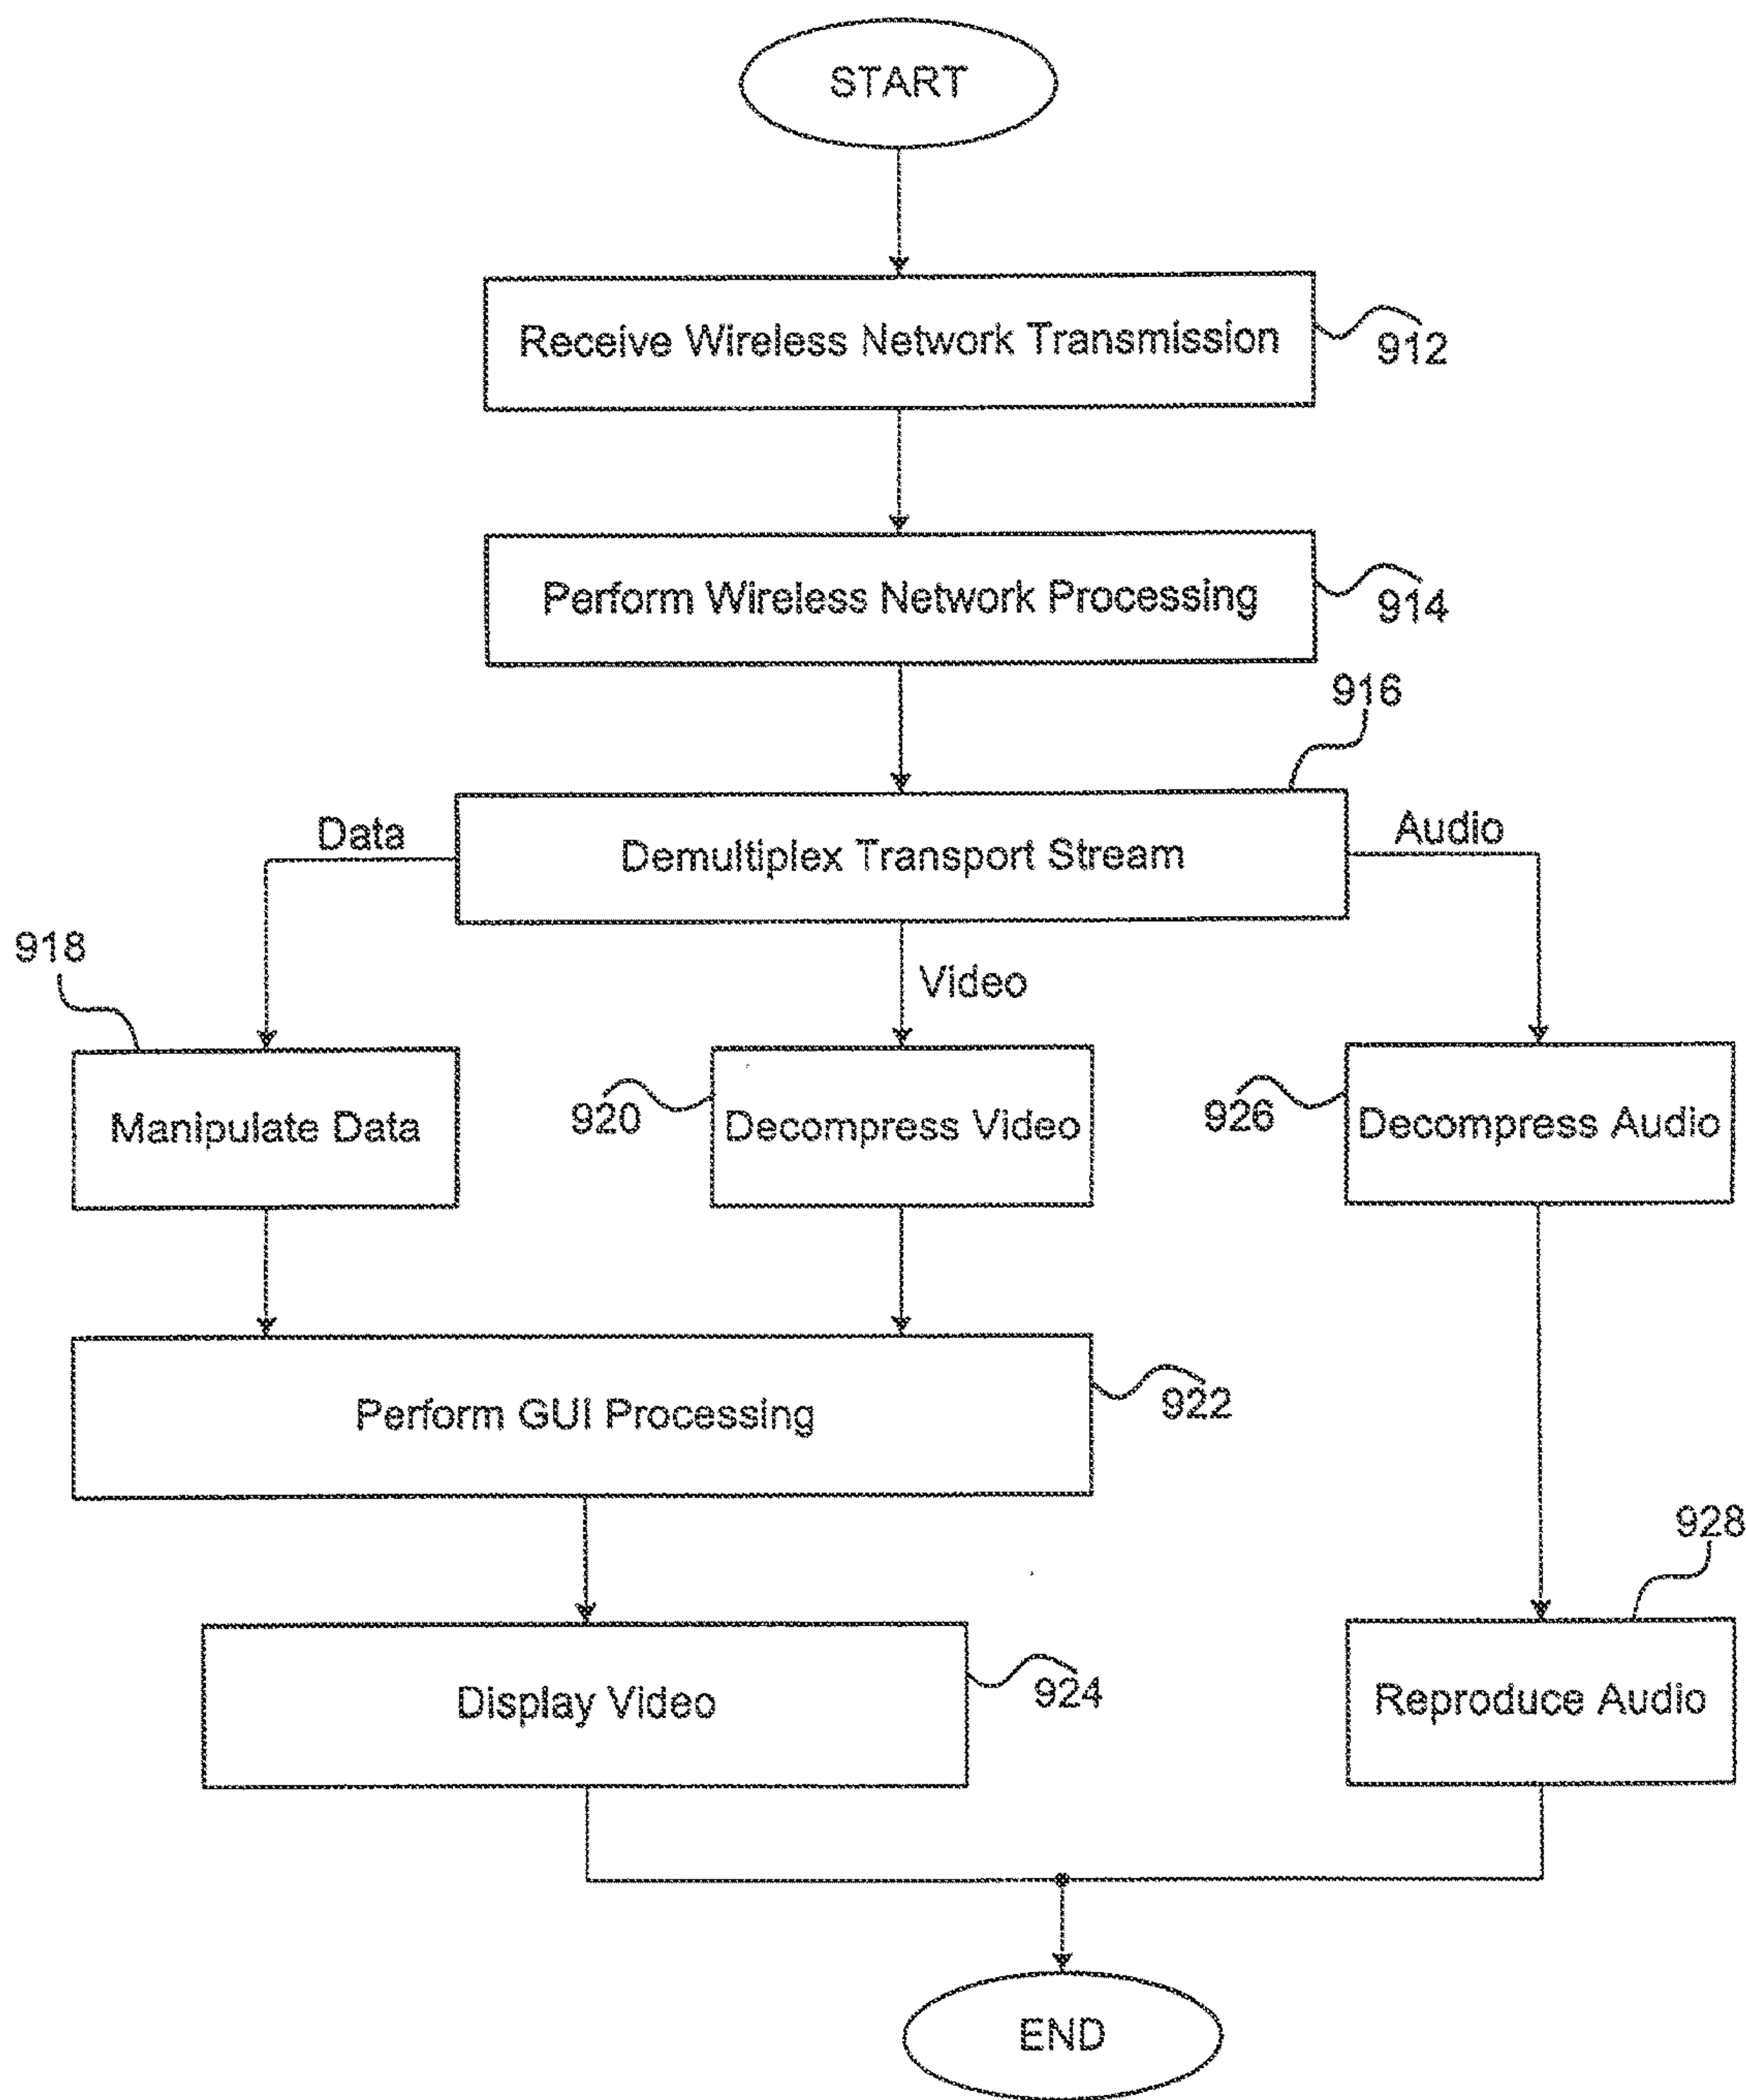 START
Receive Wireless Network Transmission
912
Perform Wireless Network Processing
914
916
Demultiplex Transport Stream
Data
Audio
Video
918
Manipulate Data
920
Decompress Video
926
Decompress Audio
Perform GUI Processing
922
928
Display Video
924
Reproduce Audio
END